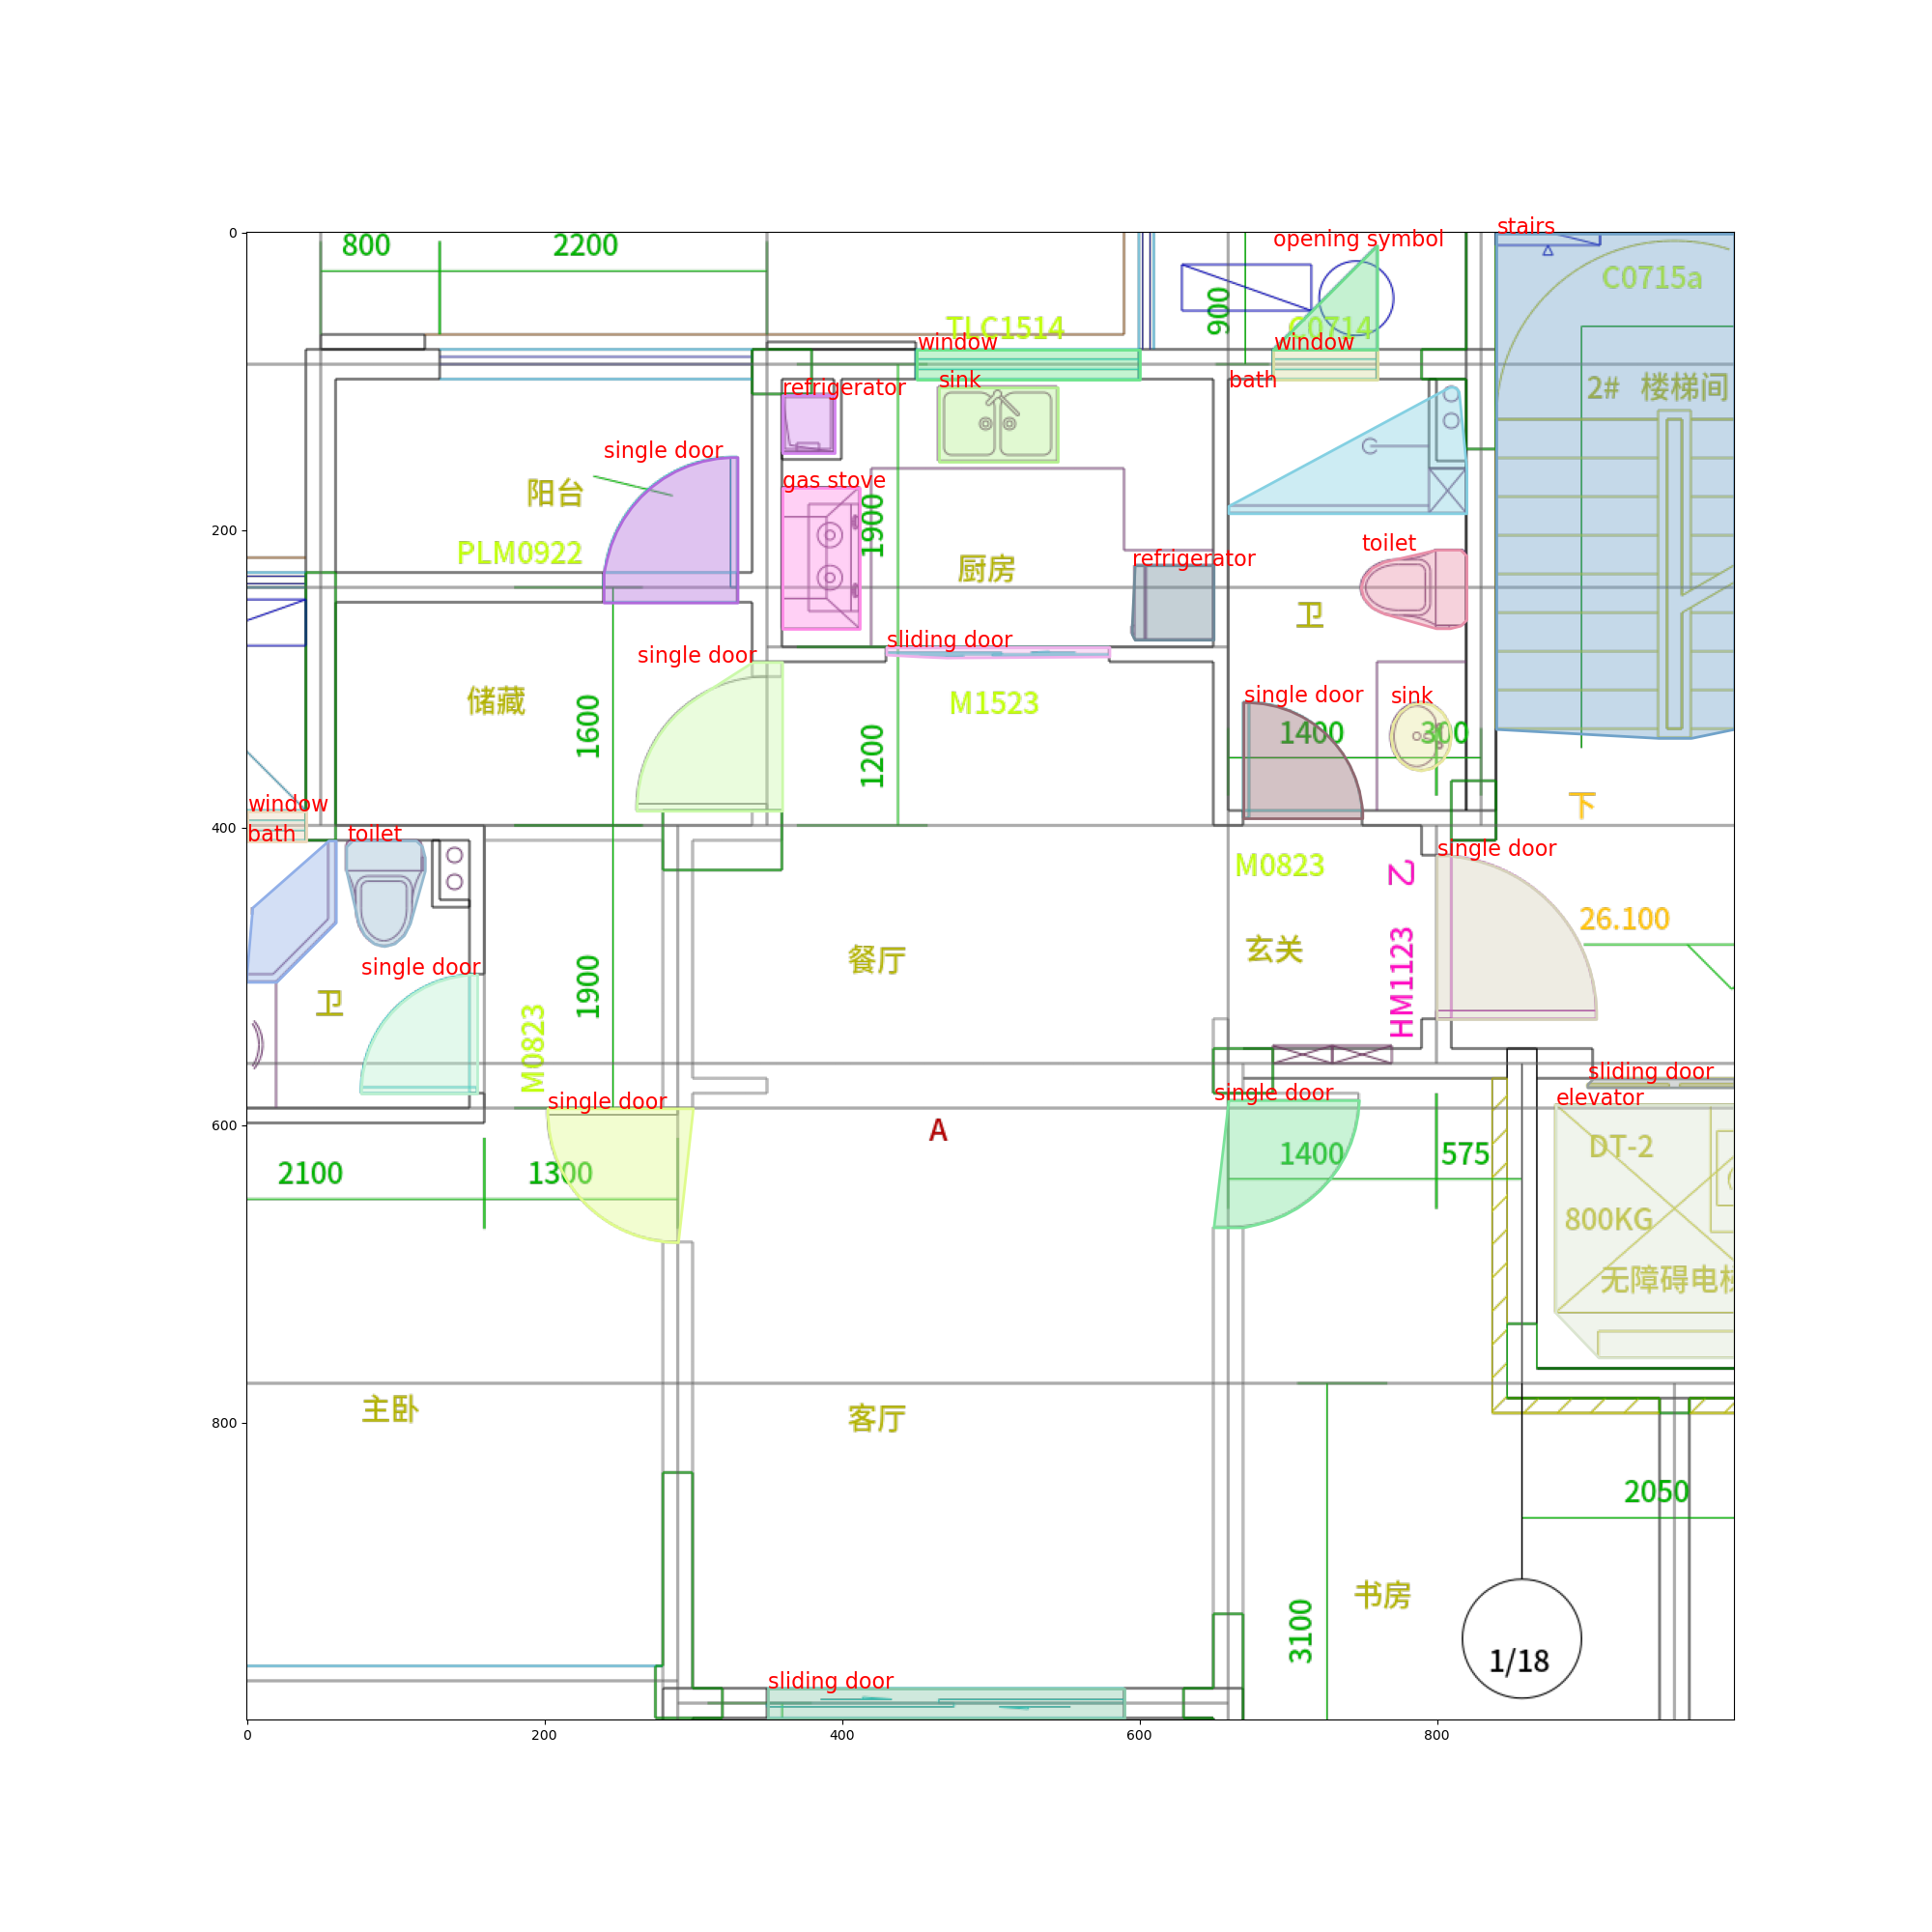 stairs
800
2200
opening symbol
C0715a
900
TLC1514
C0714
window
window
refrigerator
sink
bath
2# 楼梯间
single door
gas stove
阳台
1900
toilet
PLM0922
厨房
refrigerator
卫
sliding door
single door
储藏
M1523
single door
sink
1600
1200
1400
300
window
下
bath
toilet
single door
M0823
乙
26.100
餐厅
玄关
HM1123
single door
卫
1900
M0823
sliding door
single door
single door
elevator
A
DT-2
2100
1300
1400
575
800KG
无障碍电梯
主卧
客厅
2050
书房
3100
1/18
sliding door
0
200
400
600
800
0
200
400
600
800